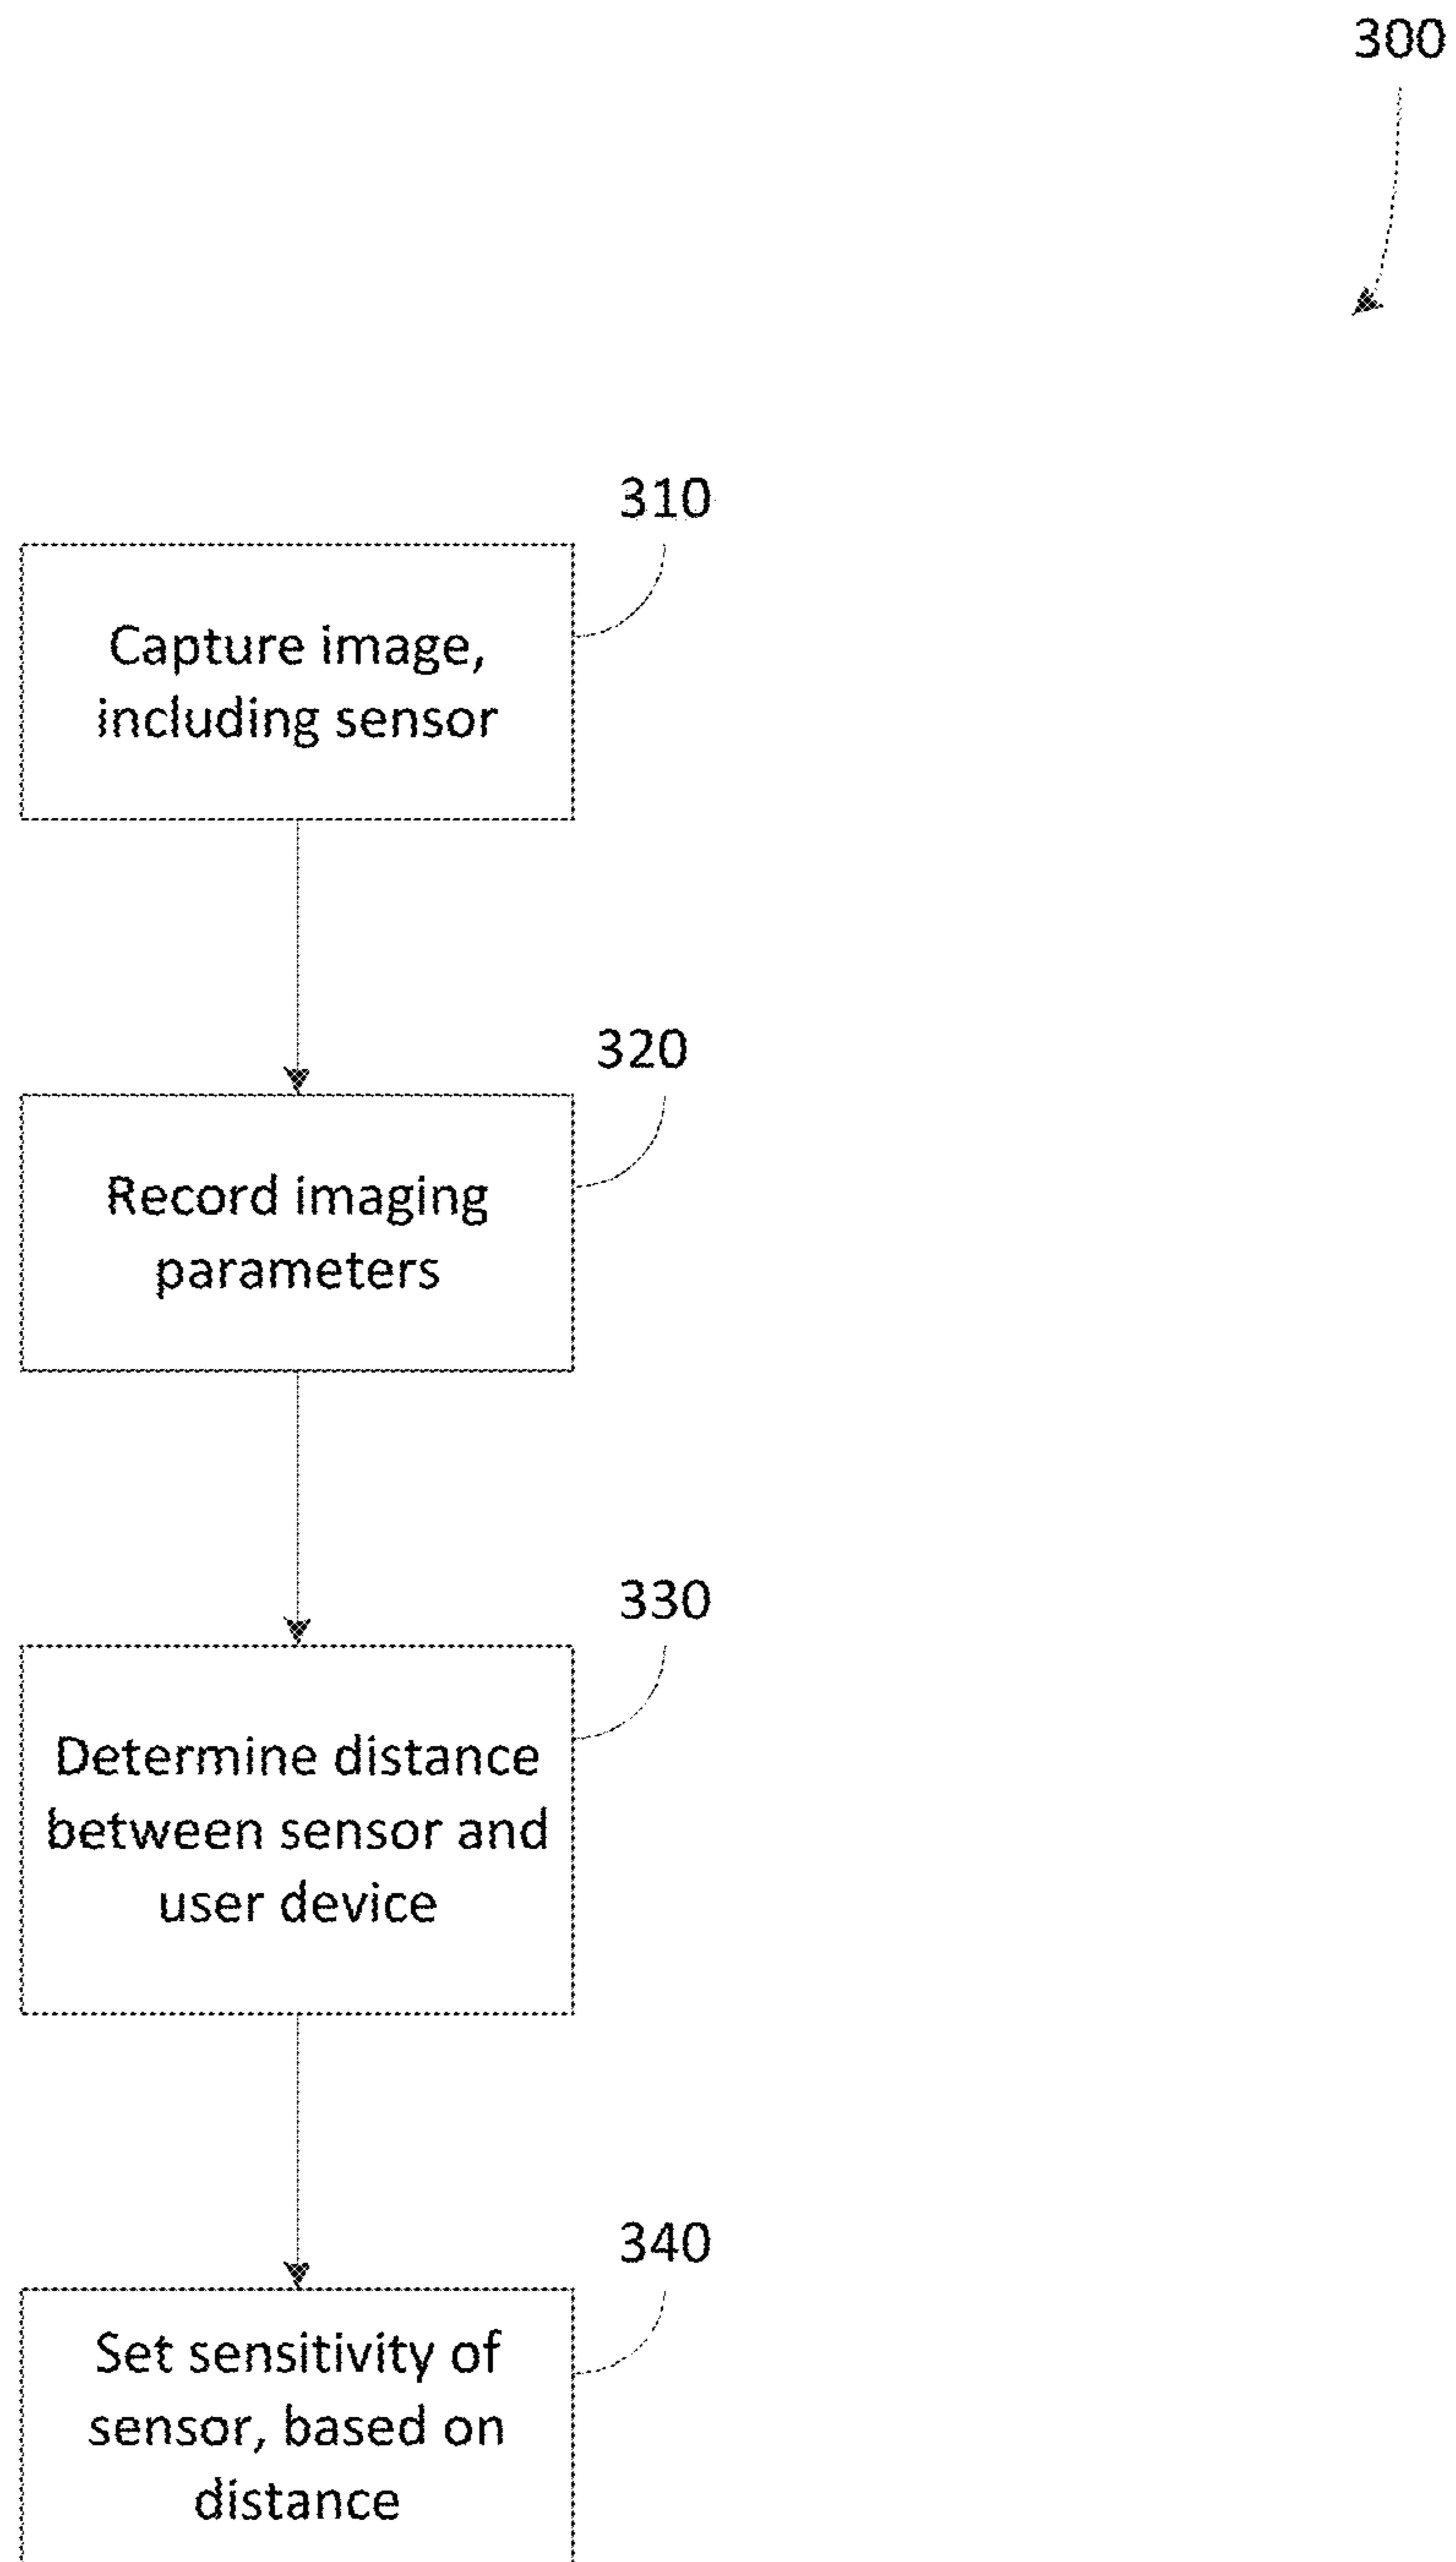 300
310
Capture image,
including sensor
320
Record imaging
parameters
330
Determine distance
between sensor and
user device
340
Set sensitivity of
sensor, based on
distance